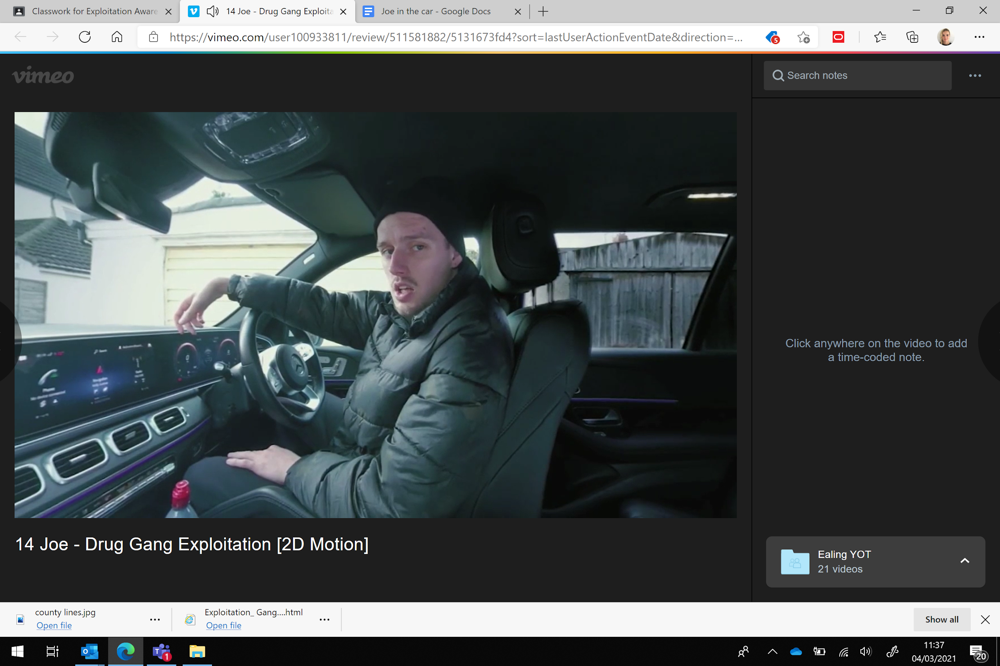 Classwork for Exploitation Aware
14 Joe - Drug Gang Exploita
Joe in the car - Google Docs
https://vimeo.com/user100933811/review/511581882/5131673fd4?sort=lastUserActionEventDate&direction=...
5
vimeo
Search notes
Click anywhere on the video to add
a time-coded note.
14 Joe - Drug Gang Exploitation [2D Motion]
Ealing YOT
21 videos
county lines.jpg
Open file
Exploitation_ Gang....html
Open file
Show all
1
11:37
04/03/2021
20